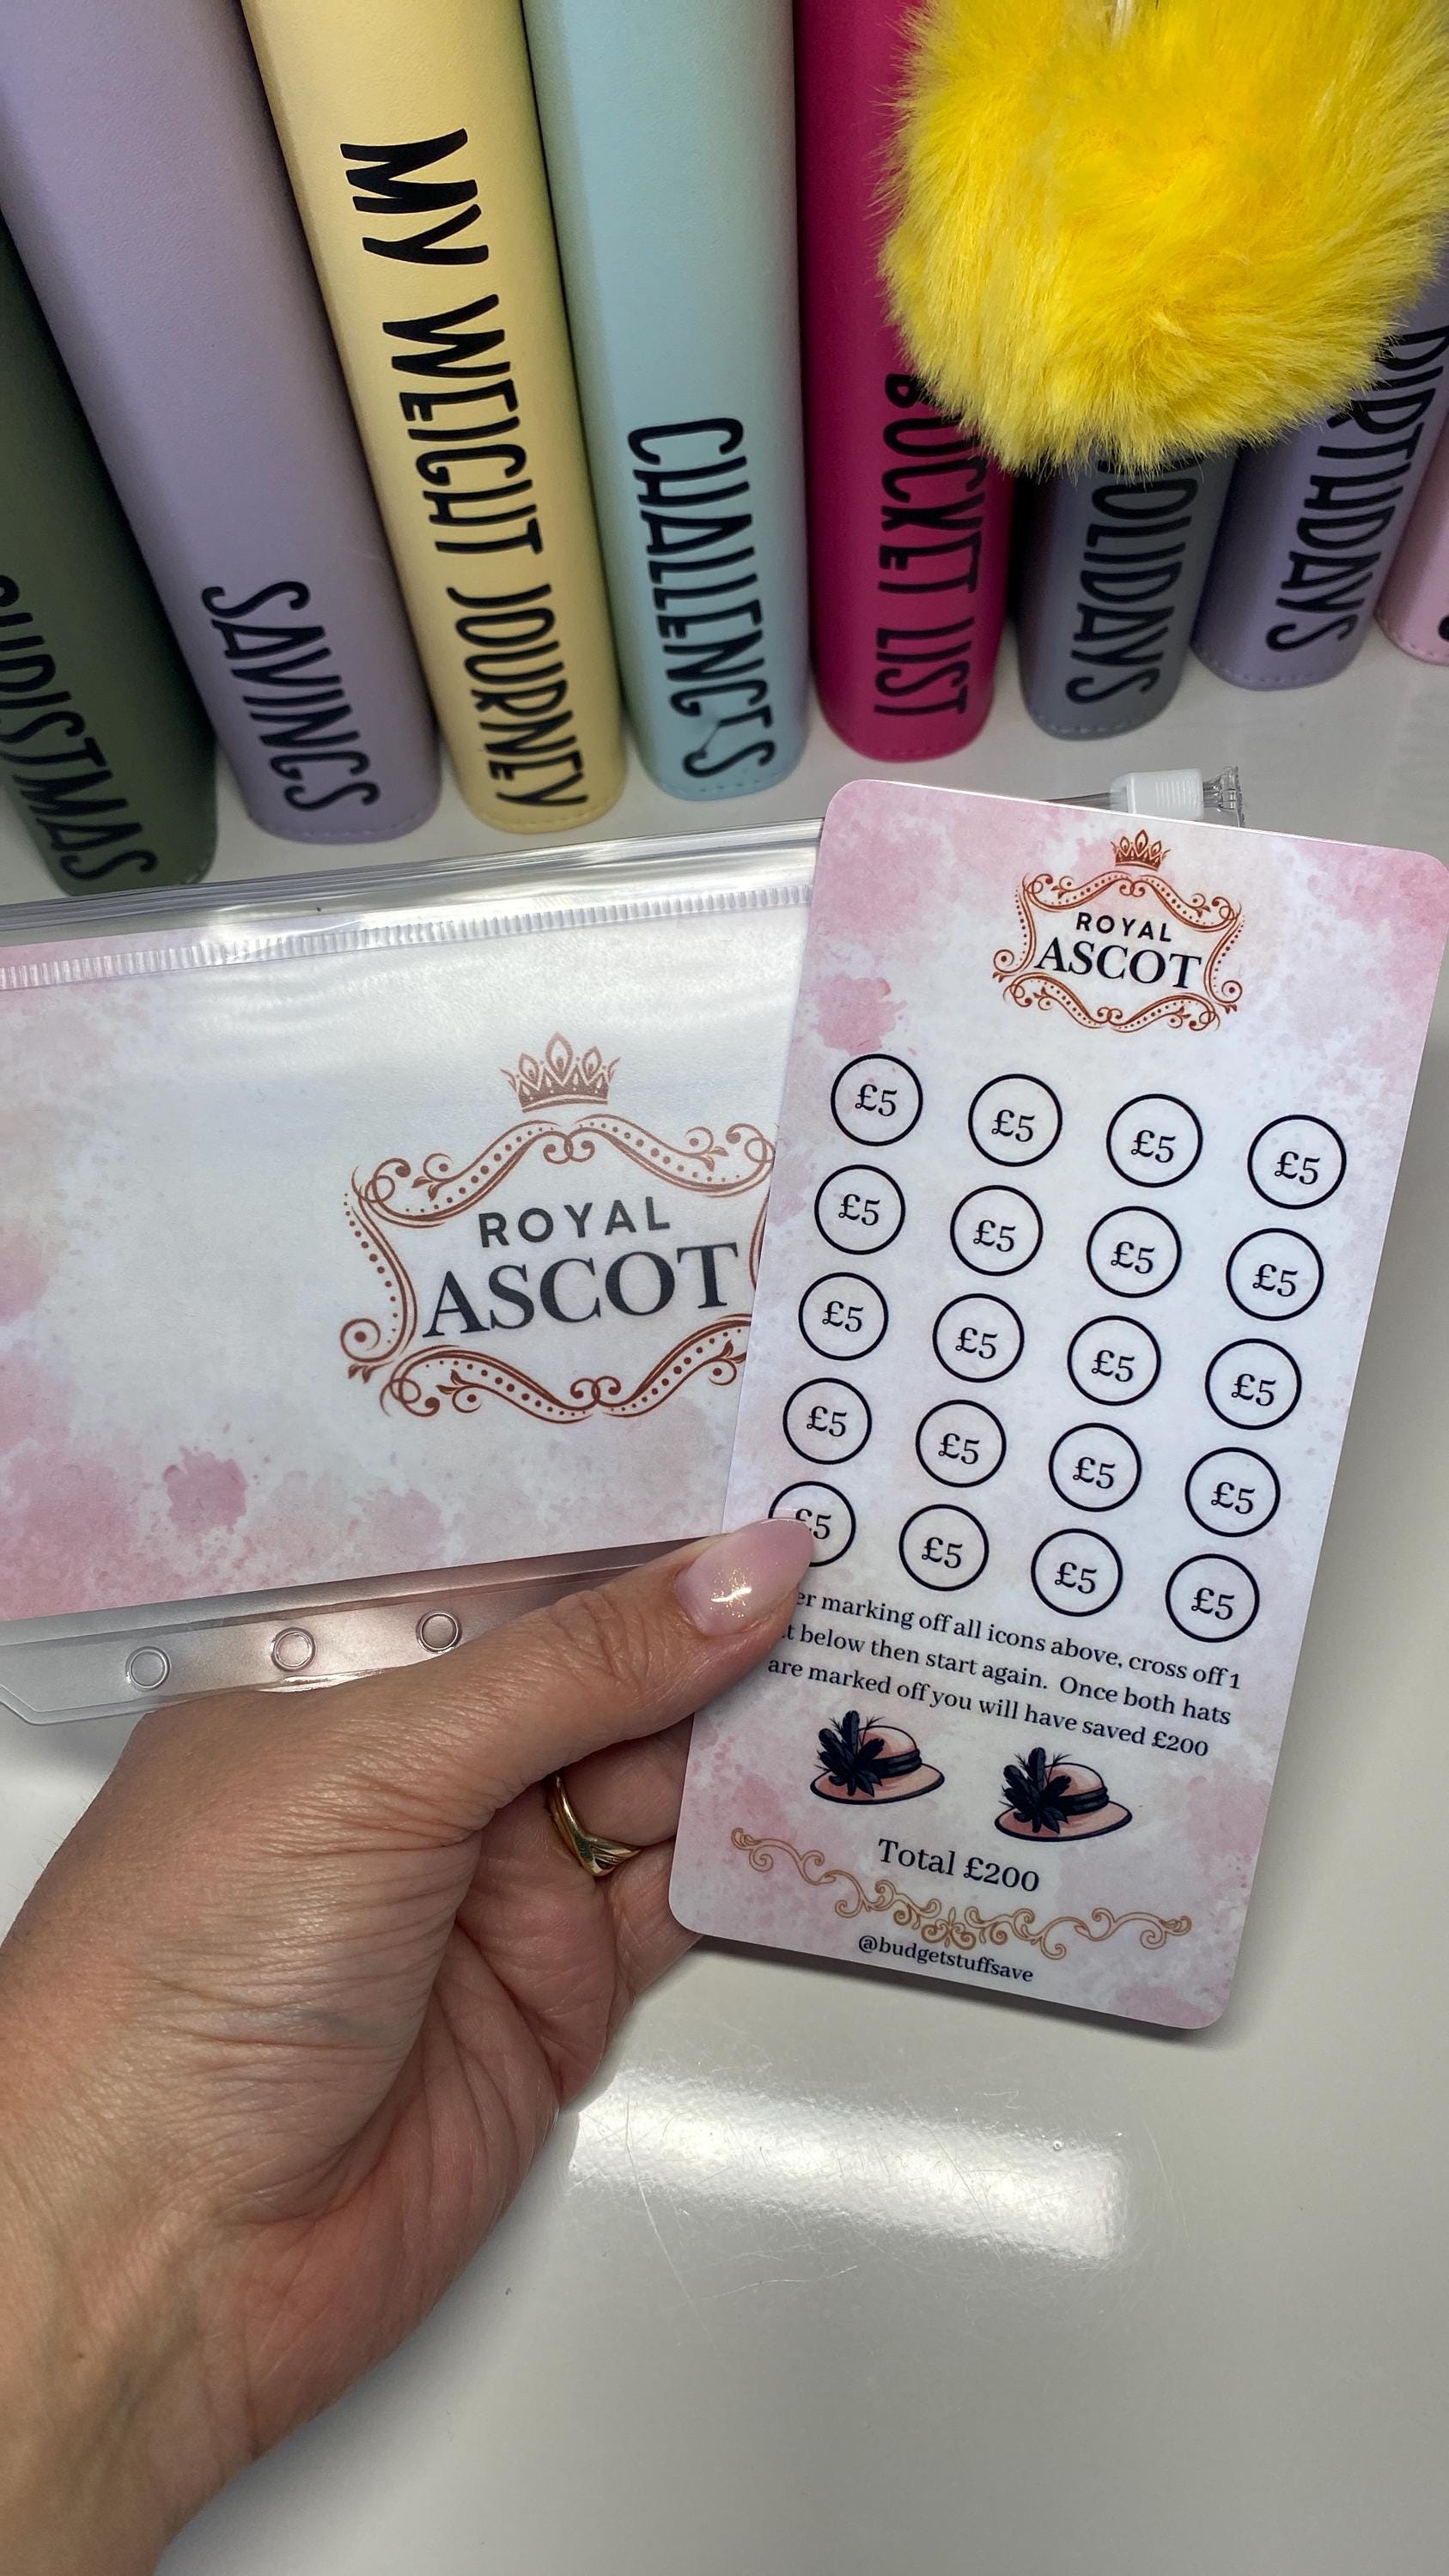 CHRISTMAS
SAVINGS
MY WEIGHT JOURNEY
CHALLENGES
BUCKET LIST
HOLIDAYS
BIRTHDAYS
ROYAL
ASCOT
ROYAL
ASCOT
£5 £5 £5 £5
£5 £5 £5 £5
£5 £5 £5 £5
£5 £5 £5 £5
£5 £5 £5 £5
er marking off all icons above, cross off 1
t below then start again. Once both hats
are marked off you will have saved £200
Total £200
@budgetstuffsave